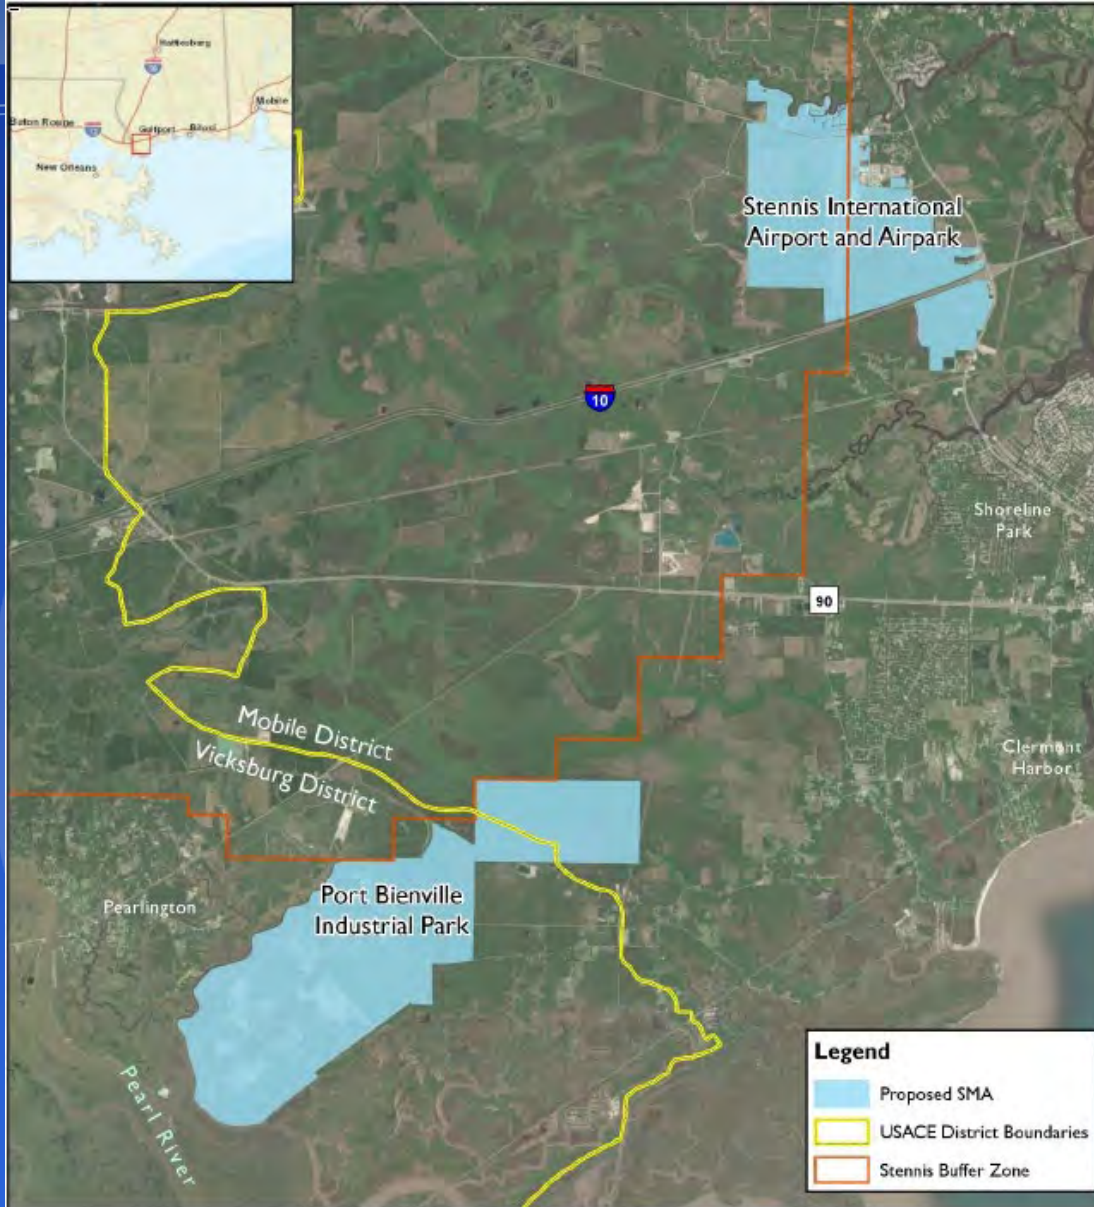 Hattiesburg
Mobile
Baton Rouge
Gulfport
Biloxi
New Orleans
Stennis International
Airport and Airpark
10
Shoreline
Park
90
Mobile District
Vicksburg District
Clermont
Harbor
Port Bienville
Industrial Park
Pearlington
Pearl River
Legend
Proposed SMA
USACE District Boundaries
Stennis Buffer Zone